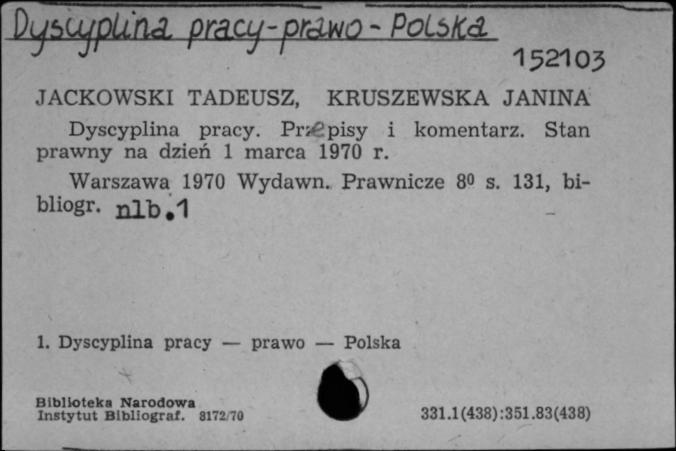 Dyscyplina pracy-prawo-Polska
152103
JACKOWSKI TADEUSZ, KRUSZEWSKA JANINA
Dyscyplina pracy. Przepisy i komentarz. Stan
prawny na dzień 1 marca 1970 r.
Warszawa 1970 Wydawn. Prawnicze 8⁰ s. 131, bi-
bliogr. nlb.1
1. Dyscyplina pracy — prawo — Polska
Biblioteka Narodowa
Instytut Bibliograf. 8172/70
331.1(438):351.83(438)